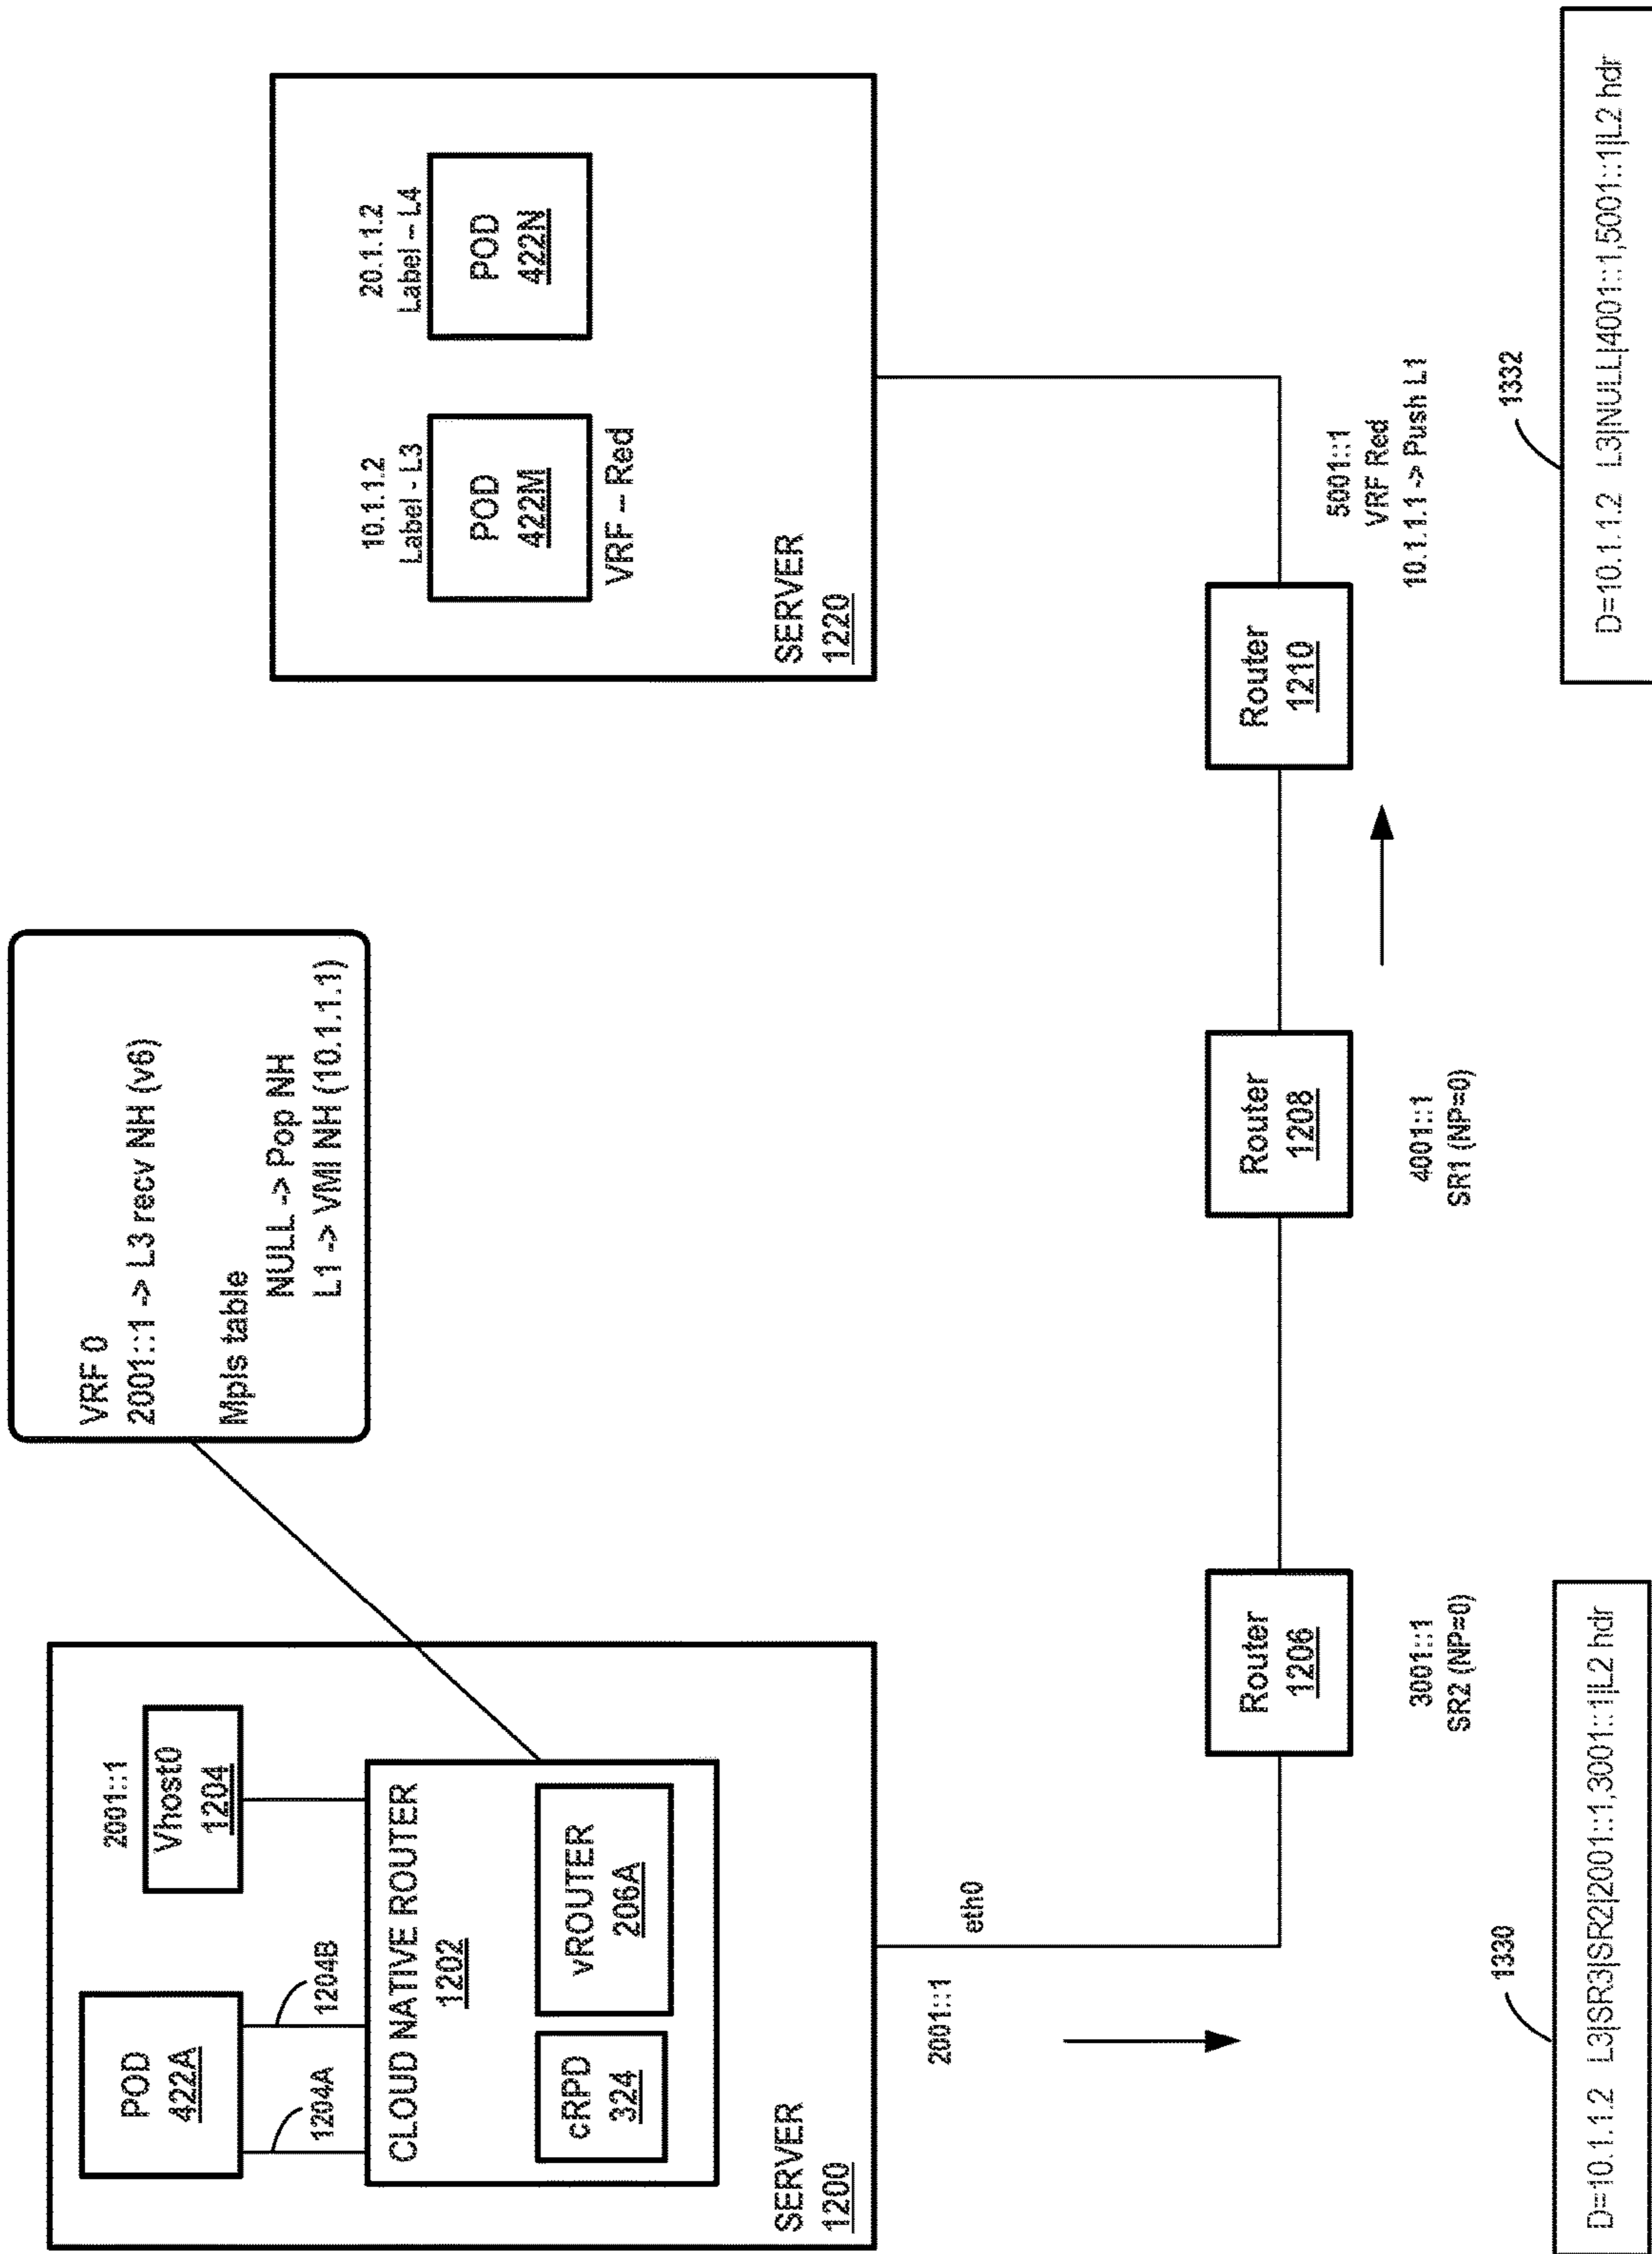 VRF 0
2001::1 -> L3 recv NH (v6)
Mpls table
NULL -> Pop NH
L1 -> VMI NH (10.1.1.1)
POD
422A
2001::1
Vhost0
1204
1204A
1204B
CLOUD NATIVE ROUTER
1202
cRPD
324
vROUTER
206A
SERVER
1200
10.1.1.2
Label - L3
POD
422M
VRF – Red
20.1.1.2
Label – L4
POD
422N
SERVER
1220
2001::1
eth0
Router
1206
3001::1
SR2 (NP=0)
Router
1208
4001::1
SR1 (NP=0)
Router
1210
5001::1
VRF Red
10.1.1.1 -> Push L1
1330
D=10.1.1.2 L3|SR3|SR2|2001::1,3001::1|L2 hdr
1332
D=10.1.1.2 L3|NULL|4001::1,5001::1|L2 hdr